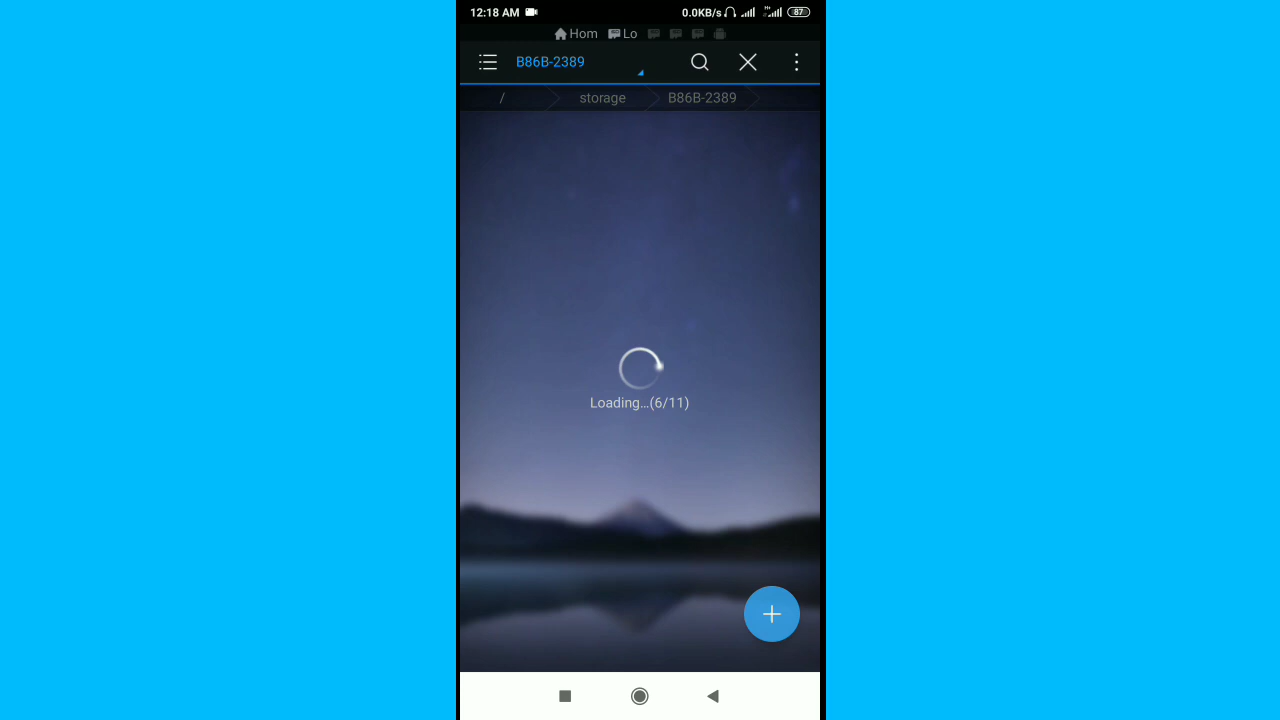 12:18 AM 0.0KB/s H+ 87
Hom Lo
B86B-2389
/ storage B86B-2389
Loading...(6/11)